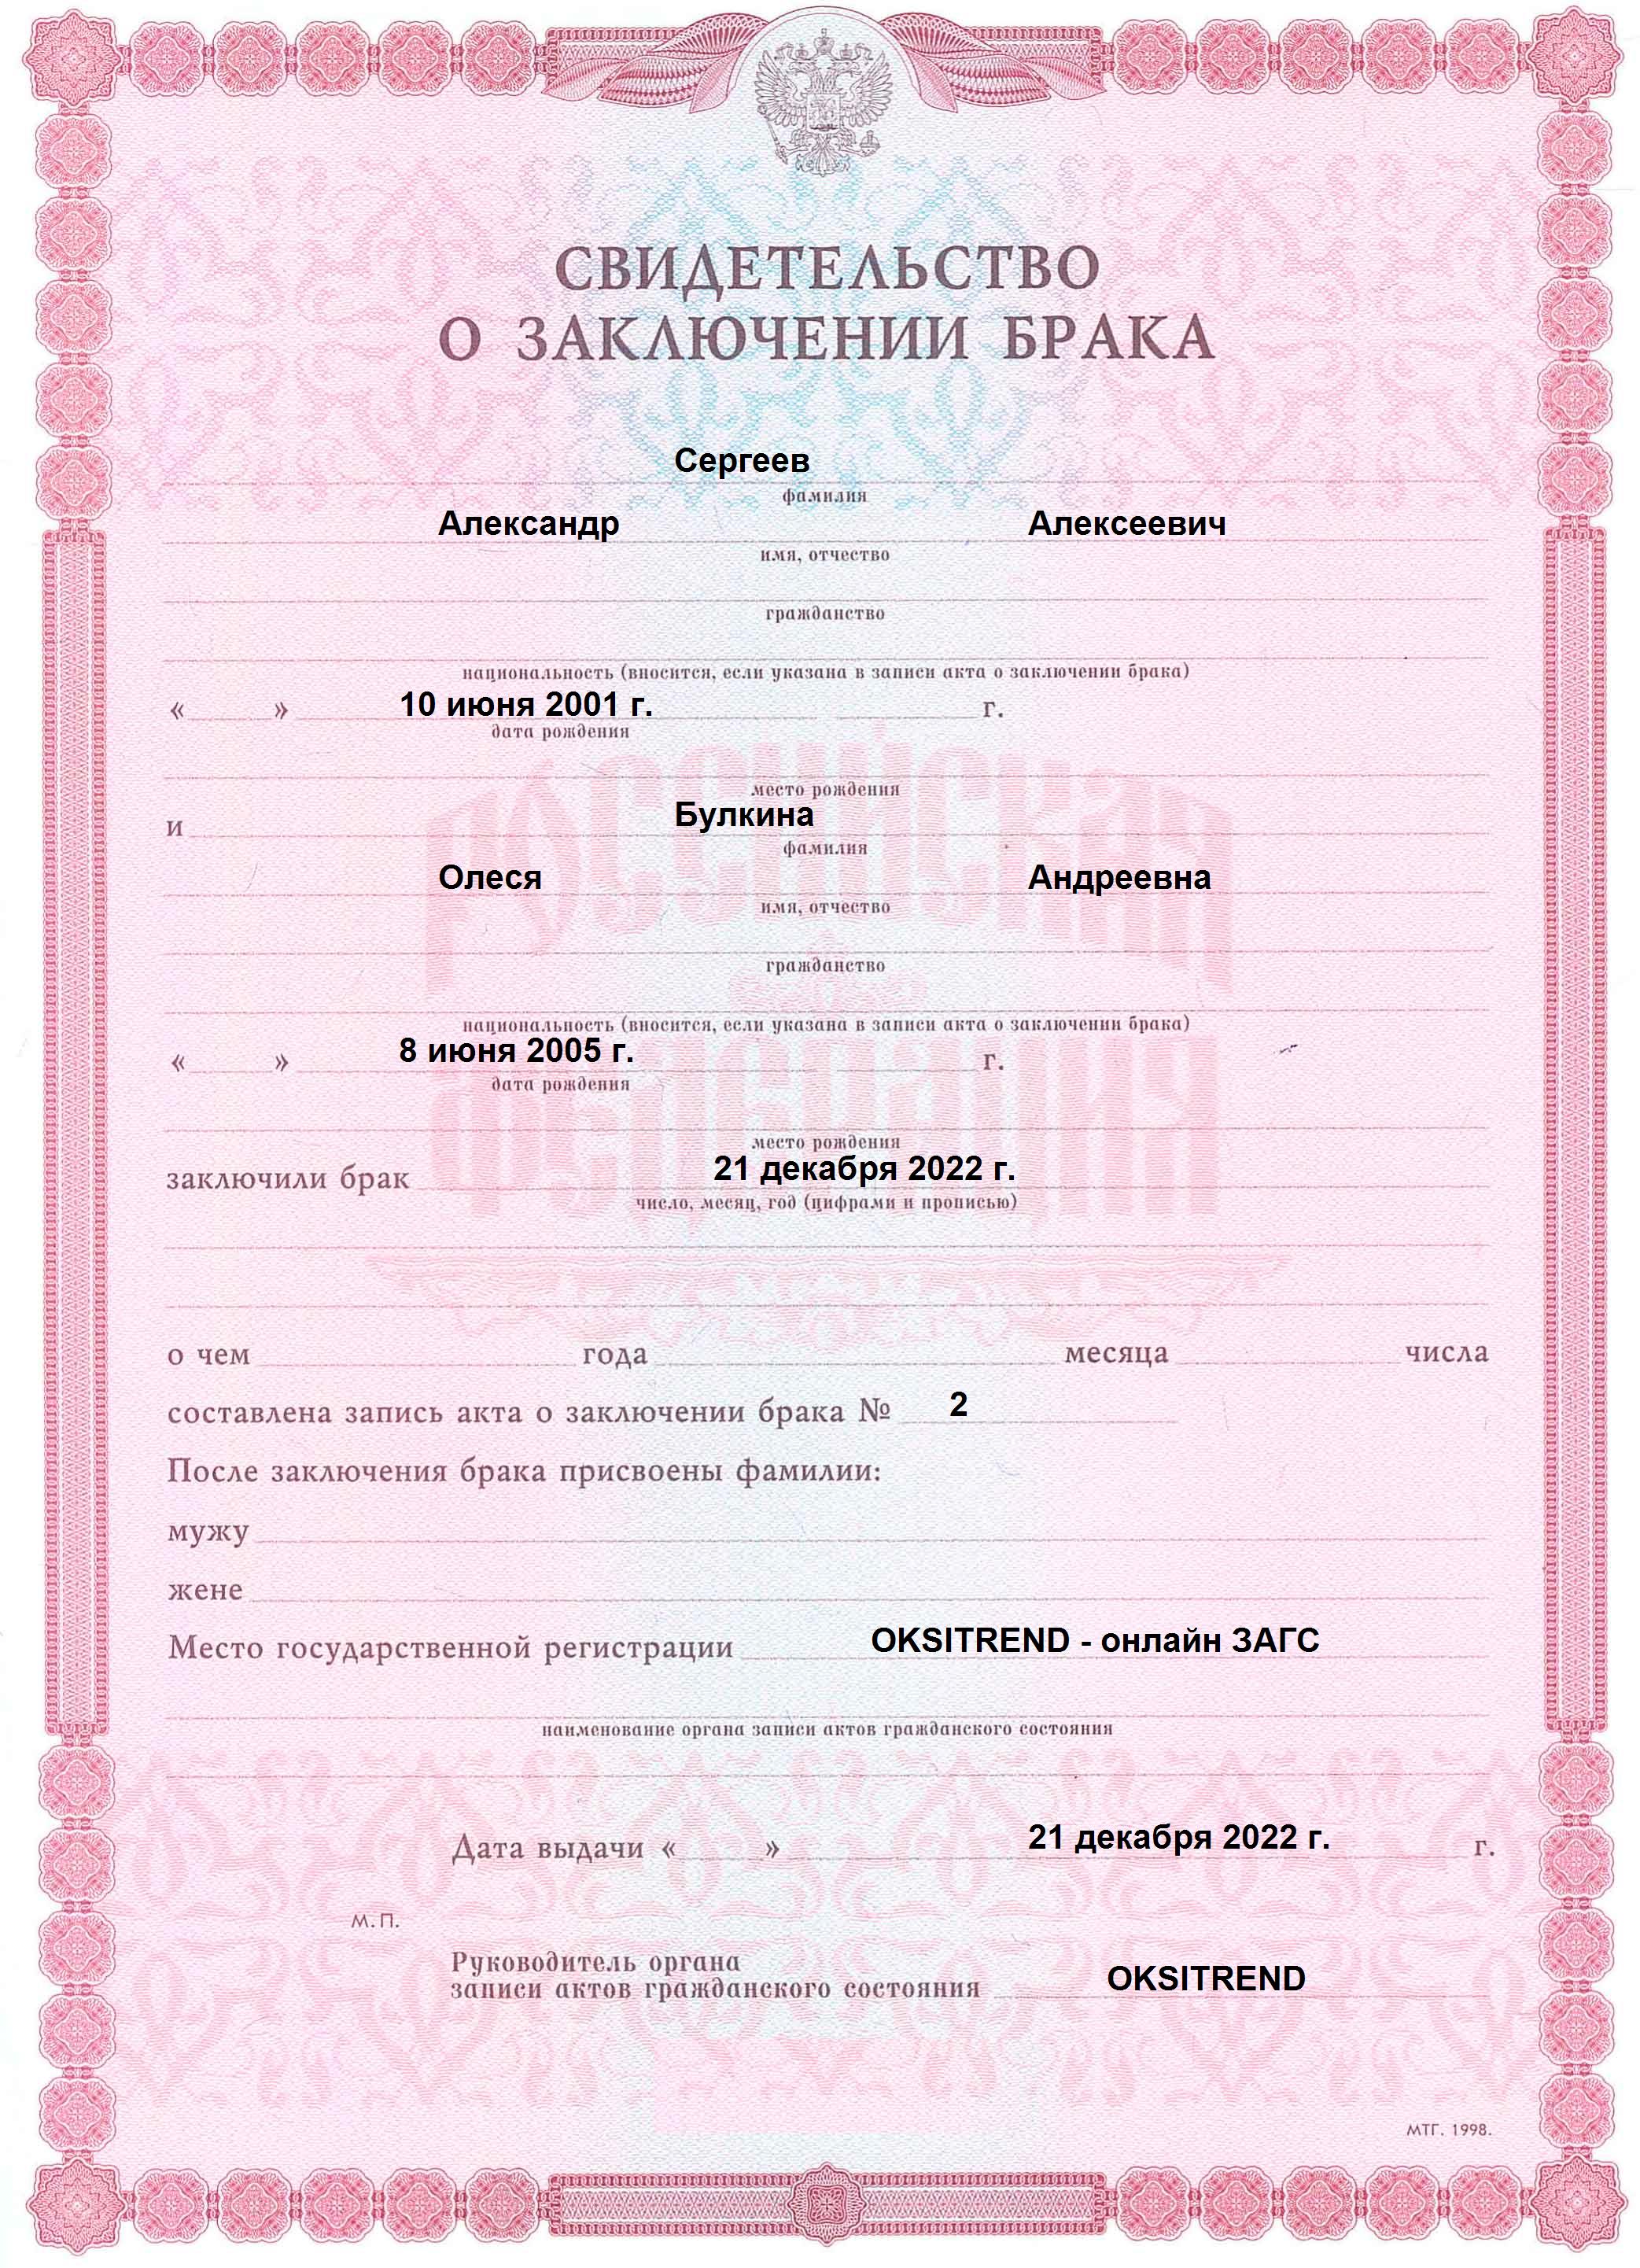 СВИДЕТЕЛЬСТВО
О ЗАКЛЮЧЕНИИ БРАКА
Сергеев
фамилия
Александр Алексеевич
имя, отчество
гражданство
национальность (вносится, если указана в записи акта о заключении брака)
« » 10 июня 2001 г. г.
дата рождения
место рождения
и Булкина
фамилия
Олеся Андреевна
имя, отчество
РОССИЙСКАЯ
гражданство
национальность (вносится, если указана в записи акта о заключении брака)
« » 8 июня 2005 г. г.
дата рождения
ФЕДЕРАЦИЯ
место рождения
заключили брак 21 декабря 2022 г.
число, месяц, год (цифрами и прописью)
о чем года месяца числа
составлена запись акта о заключении брака № 2
После заключения брака присвоены фамилии:
мужу
жене
Место государственной регистрации OKSITREND - онлайн ЗАГС
наименование органа записи актов гражданского состояния
Дата выдачи « » 21 декабря 2022 г. г.
М.П.
Руководитель органа
записи актов гражданского состояния OKSITREND
МТГ. 1998.